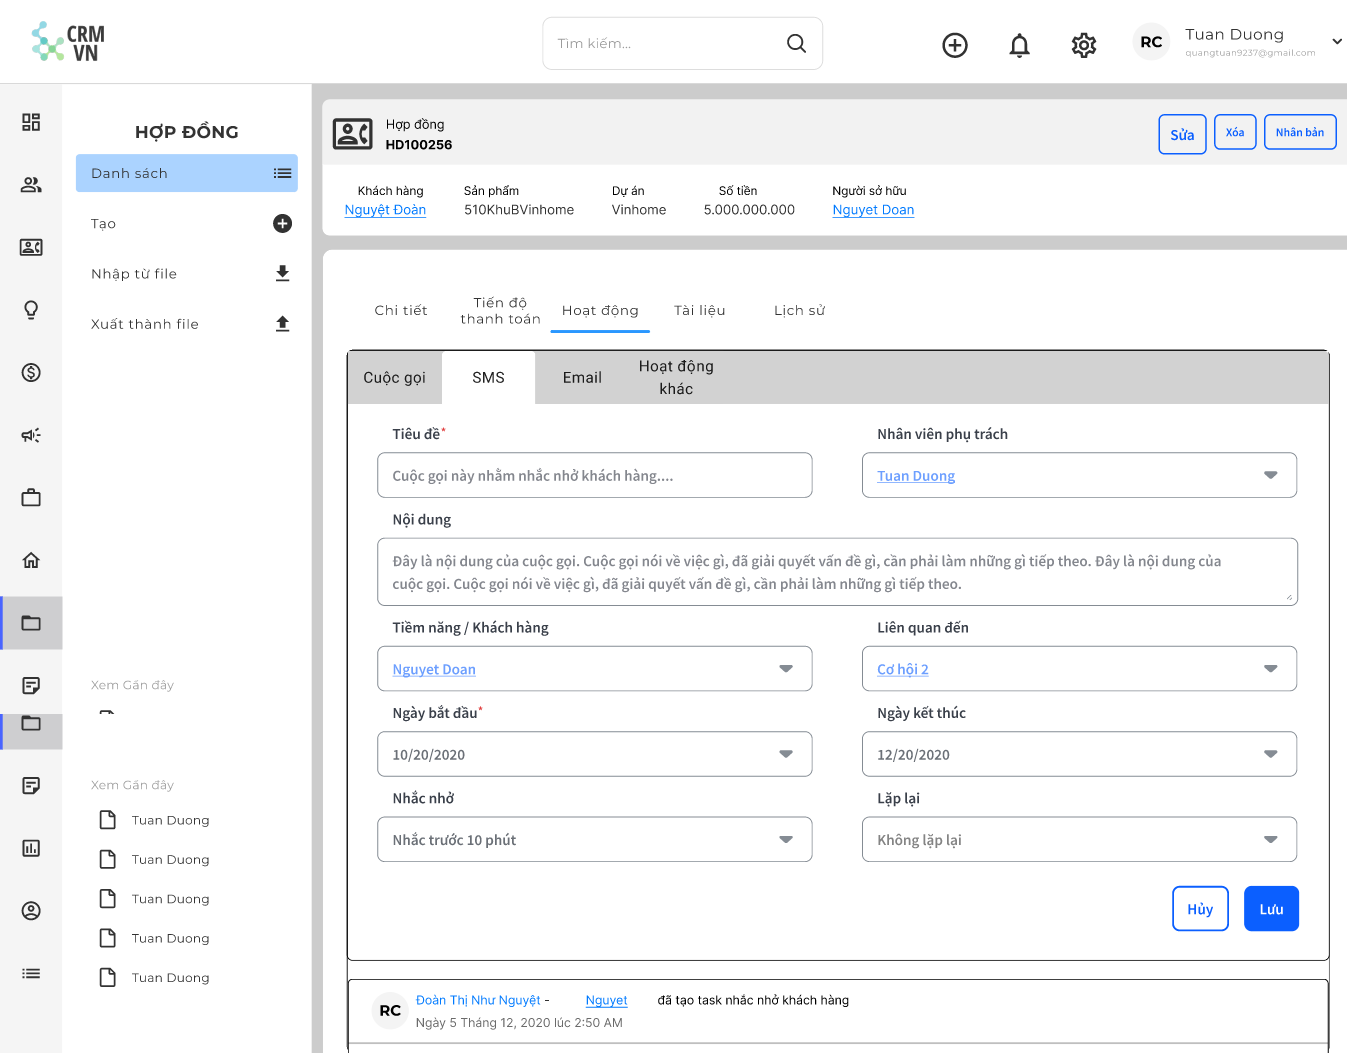 CRM
VN
Tìm kiếm...
RC
Tuan Duong
quangtuan9237@gmail.com
HỢP ĐỒNG
Danh sách
Tạo
Nhập từ file
Xuất thành file
Xem Gần đây
Xem Gần đây
Tuan Duong
Tuan Duong
Tuan Duong
Tuan Duong
Tuan Duong
Hợp đồng
HD100256
Sửa
Xóa
Nhân bản
Khách hàng
Sản phẩm
Dự án
Số tiền
Người sở hữu
Nguyệt Đoàn
510KhuBVinhome
Vinhome
5.000.000.000
Nguyet Doan
Chi tiết
Tiến độ
thanh toán
Hoạt động
Tài liệu
Lịch sử
Cuộc gọi
SMS
Email
Hoạt động
khác
Tiêu đề*
Nhân viên phụ trách
Cuộc gọi này nhằm nhắc nhở khách hàng....
Tuan Duong
Nội dung
Đây là nội dung của cuộc gọi. Cuộc gọi nói về việc gì, đã giải quyết vấn đề gì, cần phải làm những gì tiếp theo. Đây là nội dung của
cuộc gọi. Cuộc gọi nói về việc gì, đã giải quyết vấn đề gì, cần phải làm những gì tiếp theo.
Tiềm năng / Khách hàng
Liên quan đến
Nguyet Doan
Cơ hội 2
Ngày bắt đầu*
Ngày kết thúc
10/20/2020
12/20/2020
Nhắc nhở
Lặp lại
Nhắc trước 10 phút
Không lặp lại
Hủy
Lưu
RC
Đoàn Thị Như Nguyệt - Nguyet đã tạo task nhắc nhở khách hàng
Ngày 5 Tháng 12, 2020 lúc 2:50 AM